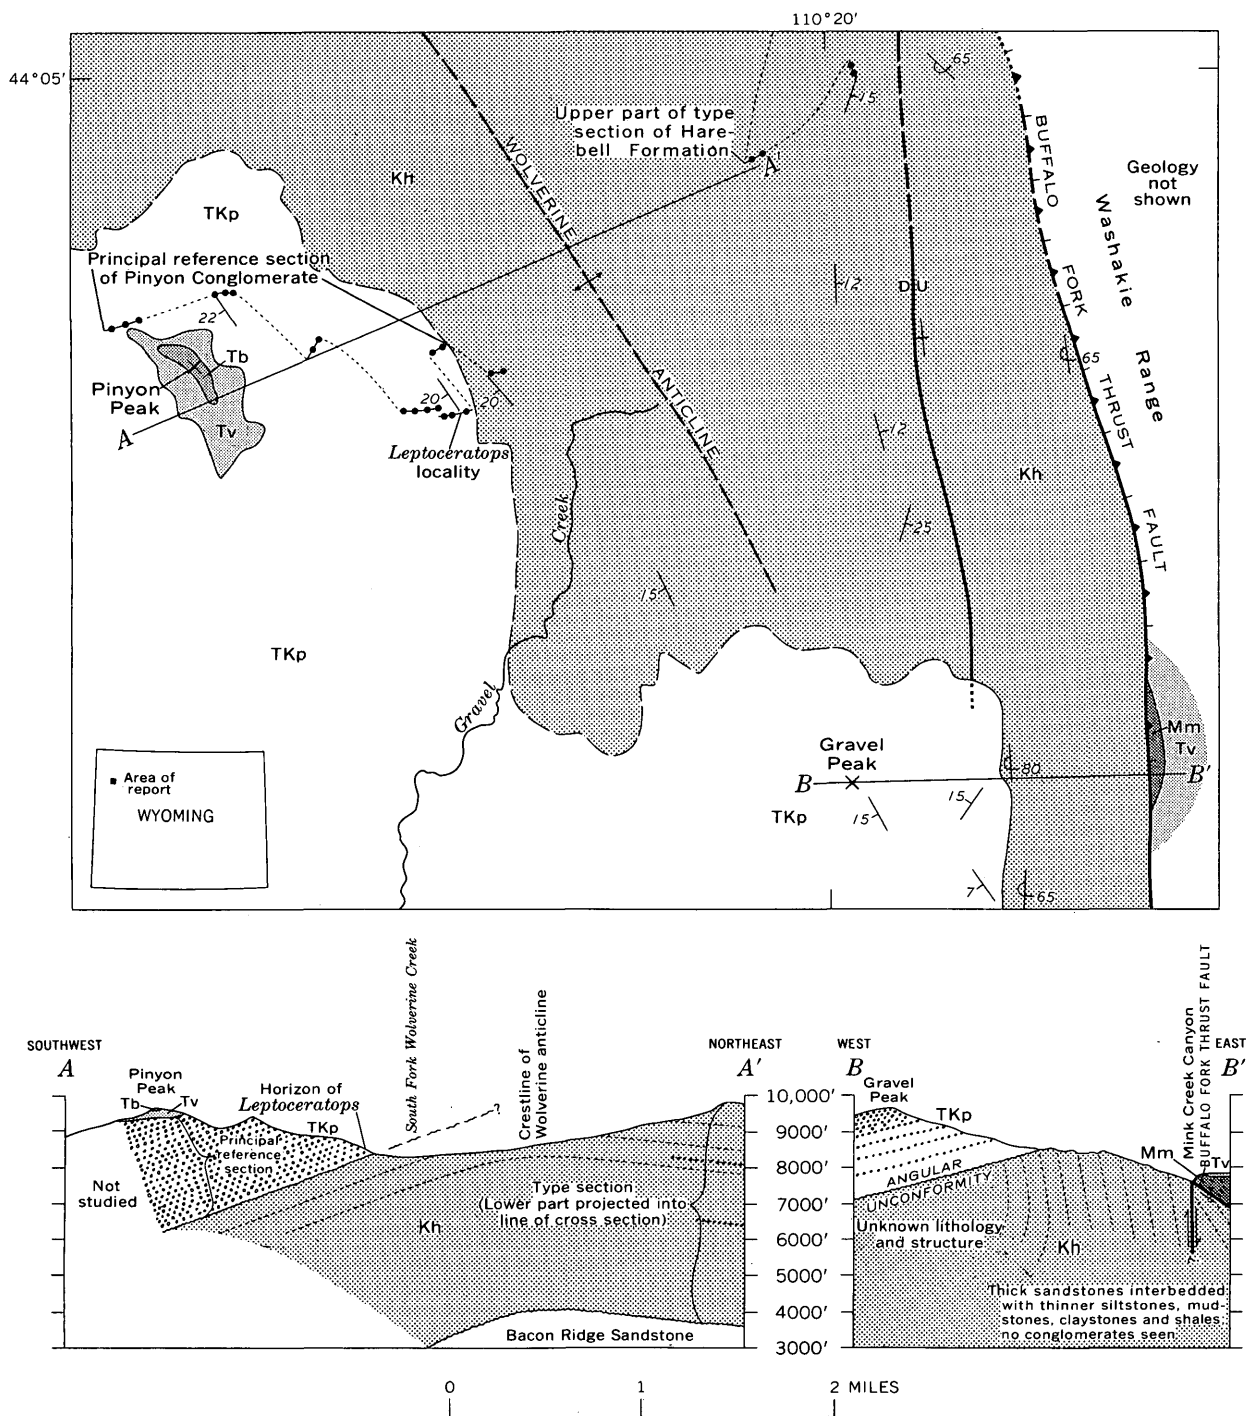 110°20'
44°05'
65
15
Upper part of type
section of Hare-
bell Formation
A
WOLVERINE
ANTICLINE
Kh
BUFFALO
FORK
THRUST
FAULT
Geology
not
shown
Washakie
Range
TKp
Principal reference section
of Pinyon Conglomerate
22
12
D U
65
Tb
Pinyon
Peak
Tv
A
20
20
Leptoceratops
locality
12
Kh
Creek
25
15
TKp
Gravel
Mm
Tv
Gravel
Peak
B
80
B'
Area of
report
WYOMING
TKp
15
15
7
65
SOUTHWEST
A
Pinyon
Peak
Tb
Tv
Horizon of
Leptoceratops
TKp
South Fork Wolverine Creek
?
Crestline of
Wolverine anticline
NORTHEAST
A'
WEST
B
Gravel
Peak
TKp
Mink Creek Canyon
BUFFALO FORK THRUST FAULT
EAST
B'
10,000'
9000'
8000'
7000'
6000'
5000'
4000'
3000'
Principal
reference
section
Not
studied
Type section
(Lower part projected into
line of cross section)
Kh
Bacon Ridge Sandstone
Mm
Tv
ANGULAR
UNCONFORMITY
Unknown lithology
and structure
Kh
Thick sandstones interbedded
with thinner siltstones, mud-
stones, claystones and shales;
no conglomerates seen
0
1
2 MILES